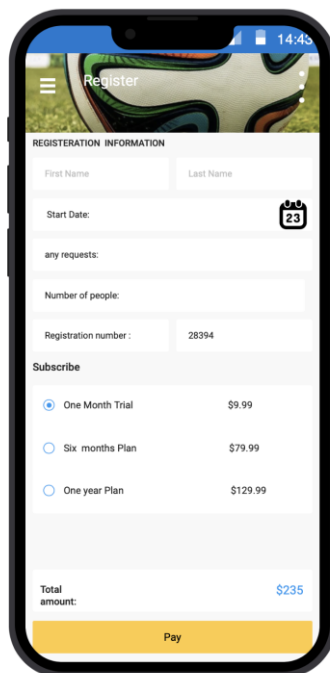 14:43
Register
REGISTERATION INFORMATION
First Name Last Name
Start Date: 23
any requests:
Number of people:
Registration number : 28394
Subscribe
One Month Trial $9.99
Six months Plan $79.99
One year Plan $129.99
Total
amount: $235
Pay